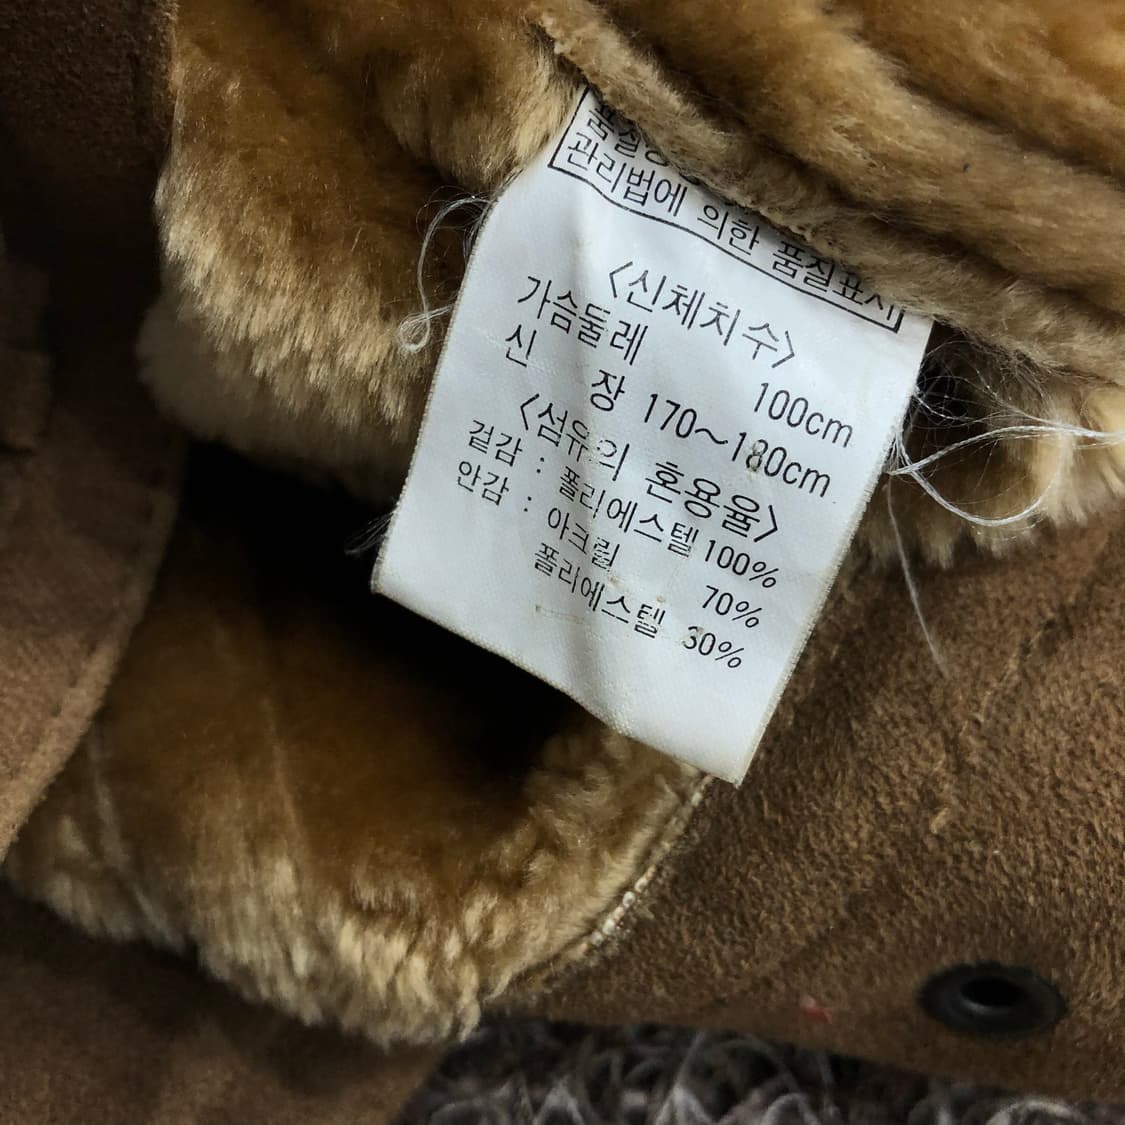 관리법에 의한 품질표시
<신체치수>
가슴둘레 100cm
신 장 170~180cm
<섬유의 혼용율>
겉감 : 폴리에스텔 100%
안감 : 아크릴 70%
폴리에스텔 30%